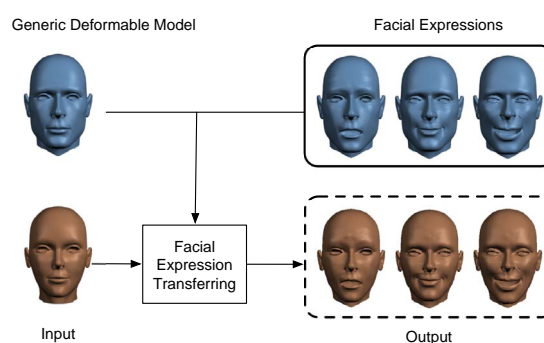 Generic Deformable Model
Facial Expressions
Facial
Expression
Transferring
Input
Output